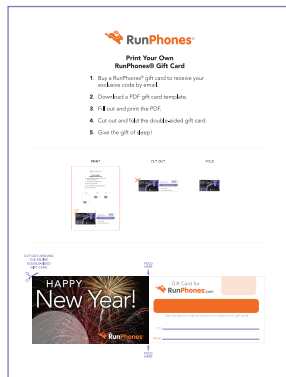 RunPhones®
Print Your Own
RunPhones® Gift Card
1. Buy a RunPhones® gift card to receive your
exclusive code by email.
2. Download a PDF gift card template.
3. Fill out and print the PDF.
4. Cut out and fold the double-sided gift card.
5. Give the gift of sleep!
PRINT
CUT OUT
FOLD
CUT OUT AROUND
THE ENTIRE
DOUBLE-SIDED
GIFT CARD
FOLD
HERE
HAPPY
New Year!
RunPhones
Gift Card for
RunPhones.com
FOLD
HERE